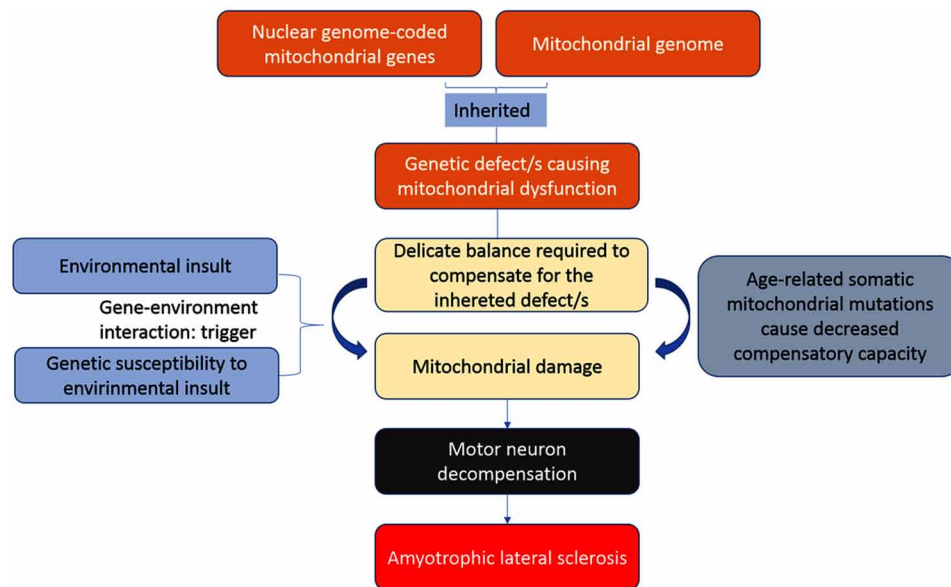 Nuclear genome-coded
mitochondrial genes
Mitochondrial genome
Inherited
Genetic defect/s causing
mitochondrial dysfunction
Delicate balance required to
compensate for the
inhereted defect/s
Environmental insult
Gene-environment
interaction: trigger
Genetic susceptibility to
envirinmental insult
Age-related somatic
mitochondrial mutations
cause decreased
compensatory capacity
Mitochondrial damage
Motor neuron
decompensation
Amyotrophic lateral sclerosis